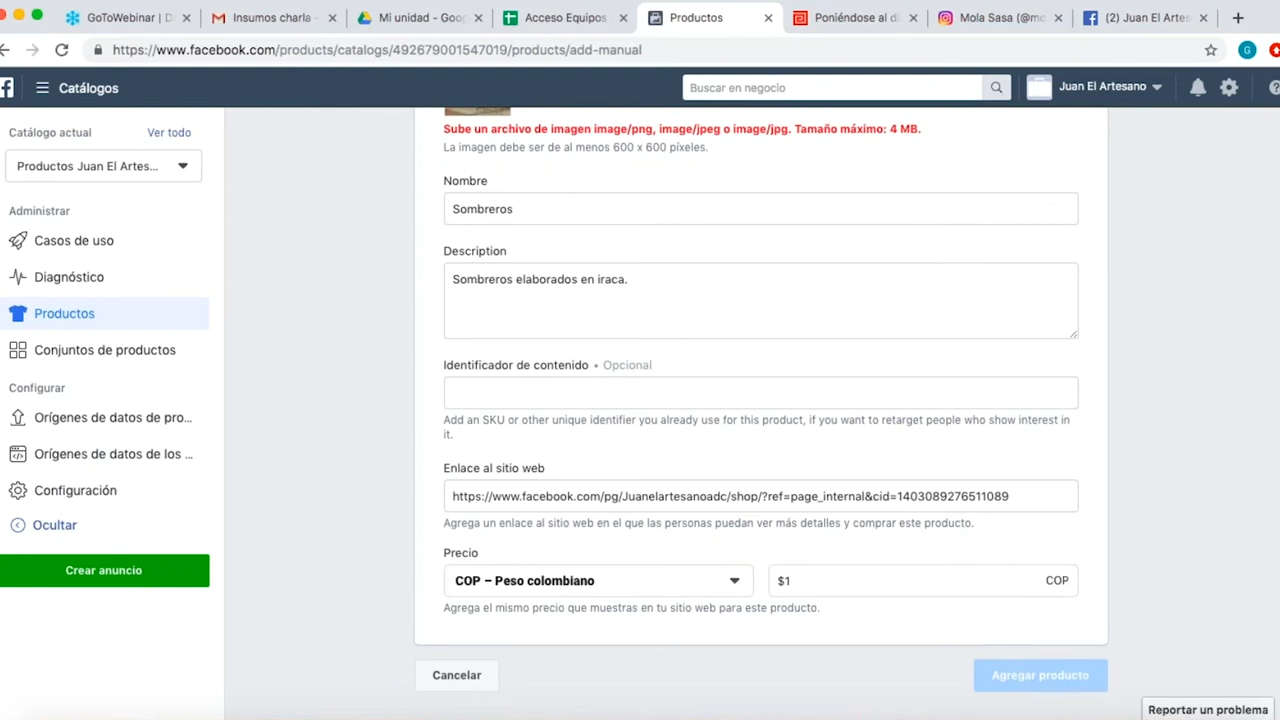 GoToWebinar | D
Insumos charla -
Mi unidad - Goo
Acceso Equipos
Productos
Poniéndose al d
Mola Sasa (@mo
(2) Juan El Artes
https://www.facebook.com/products/catalogs/492679001547019/products/add-manual
G
Catálogos
Buscar en negocio
Juan El Artesano
Catálogo actual
Ver todo
Productos Juan El Artes...
Administrar
Casos de uso
Diagnóstico
Productos
Conjuntos de productos
Configurar
Orígenes de datos de pro...
Orígenes de datos de los ...
Configuración
Ocultar
Crear anuncio
Sube un archivo de imagen image/png, image/jpeg o image/jpg. Tamaño máximo: 4 MB.
La imagen debe ser de al menos 600 x 600 píxeles.
Nombre
Sombreros
Description
Sombreros elaborados en iraca.
Identificador de contenido • Opcional
Add an SKU or other unique identifier you already use for this product, if you want to retarget people who show interest in
it.
Enlace al sitio web
https://www.facebook.com/pg/Juanelartesanoadc/shop/?ref=page_internal&cid=1403089276511089
Agrega un enlace al sitio web en el que las personas puedan ver más detalles y comprar este producto.
Precio
COP – Peso colombiano
$1 COP
Agrega el mismo precio que muestras en tu sitio web para este producto.
Cancelar
Agregar producto
Reportar un problema